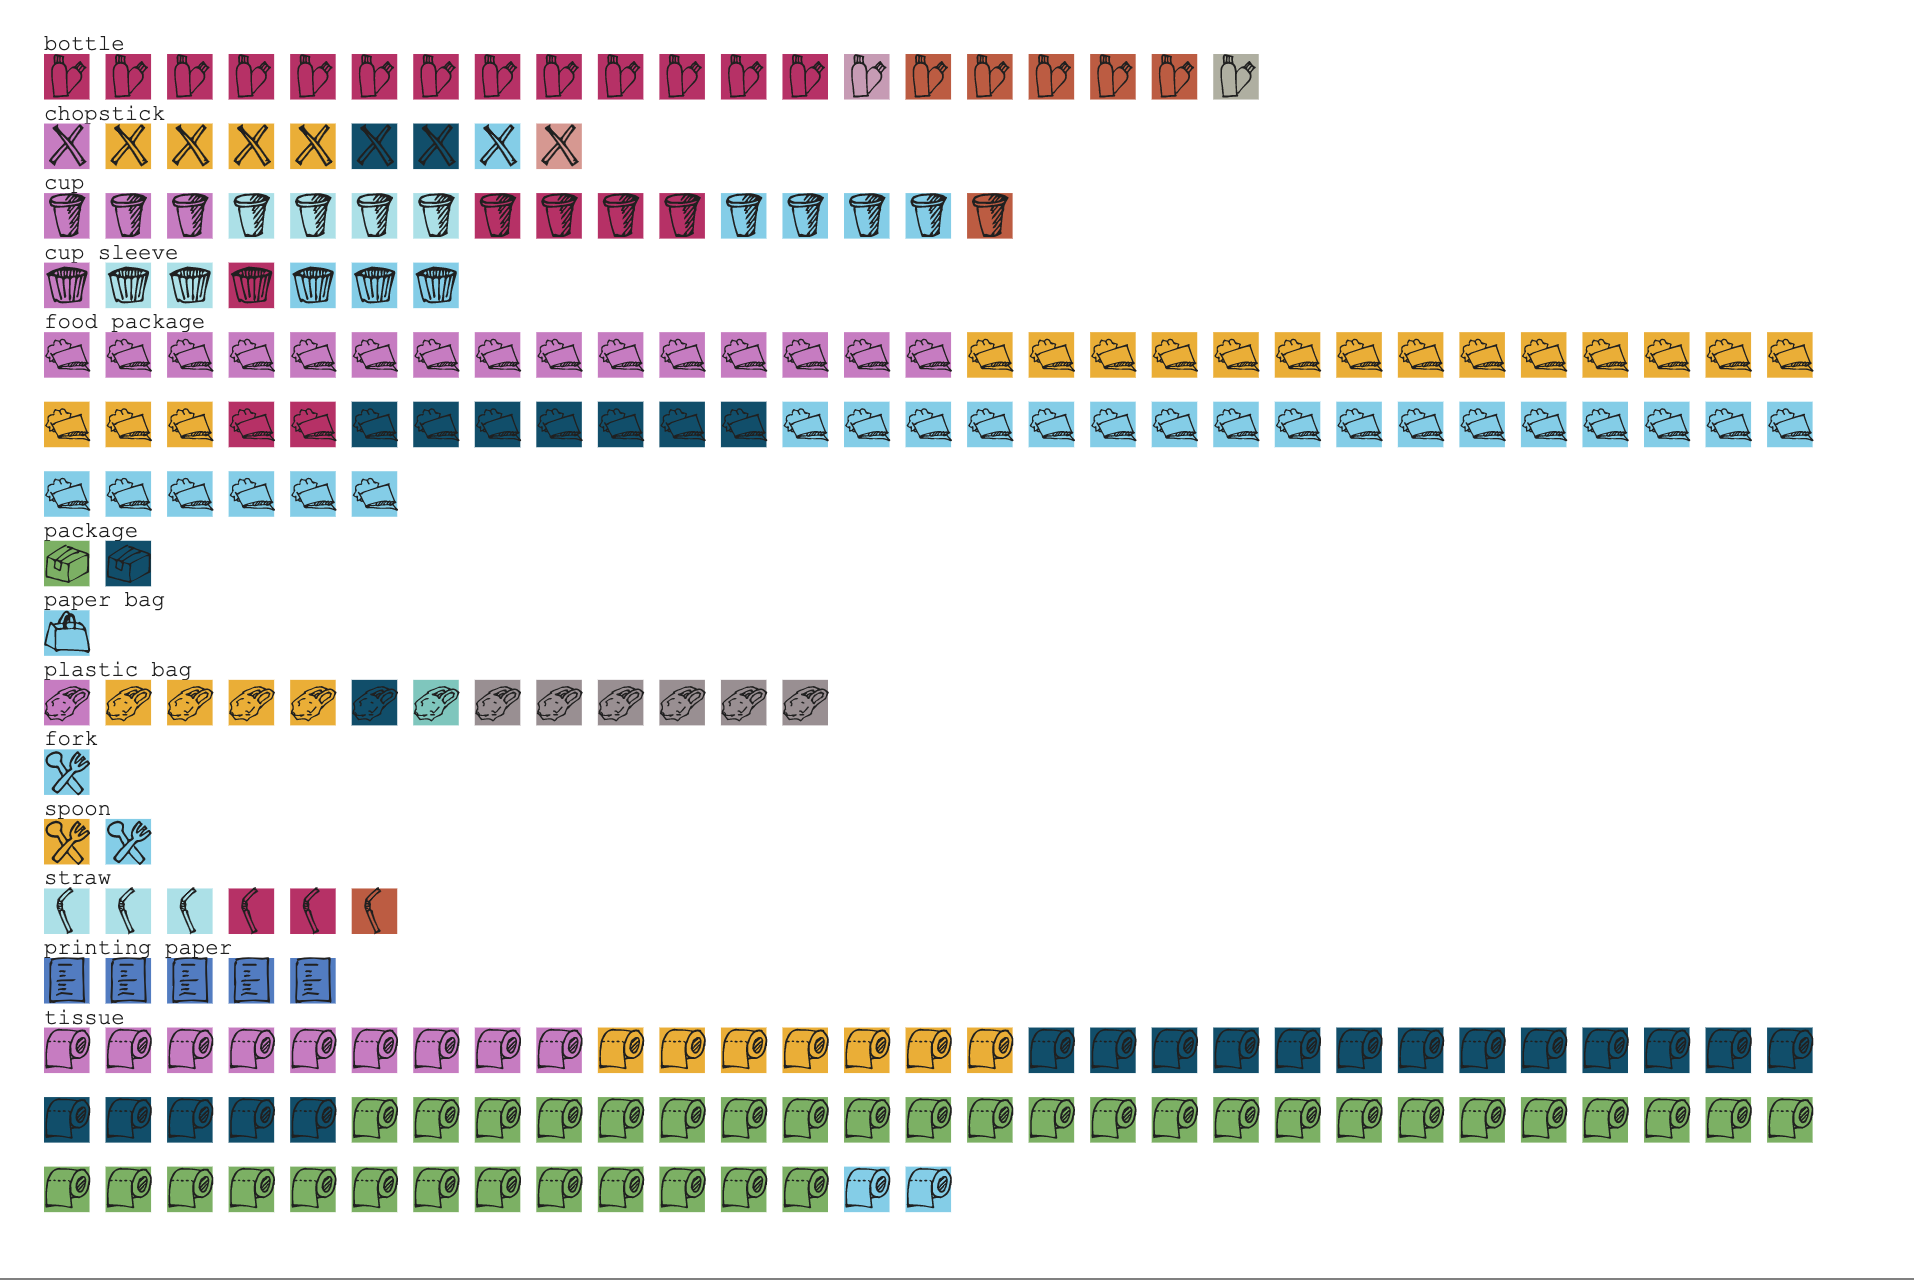 bottle
chopstick
cup
cup sleeve
food package
package
paper bag
plastic bag
fork
spoon
straw
printing paper
tissue